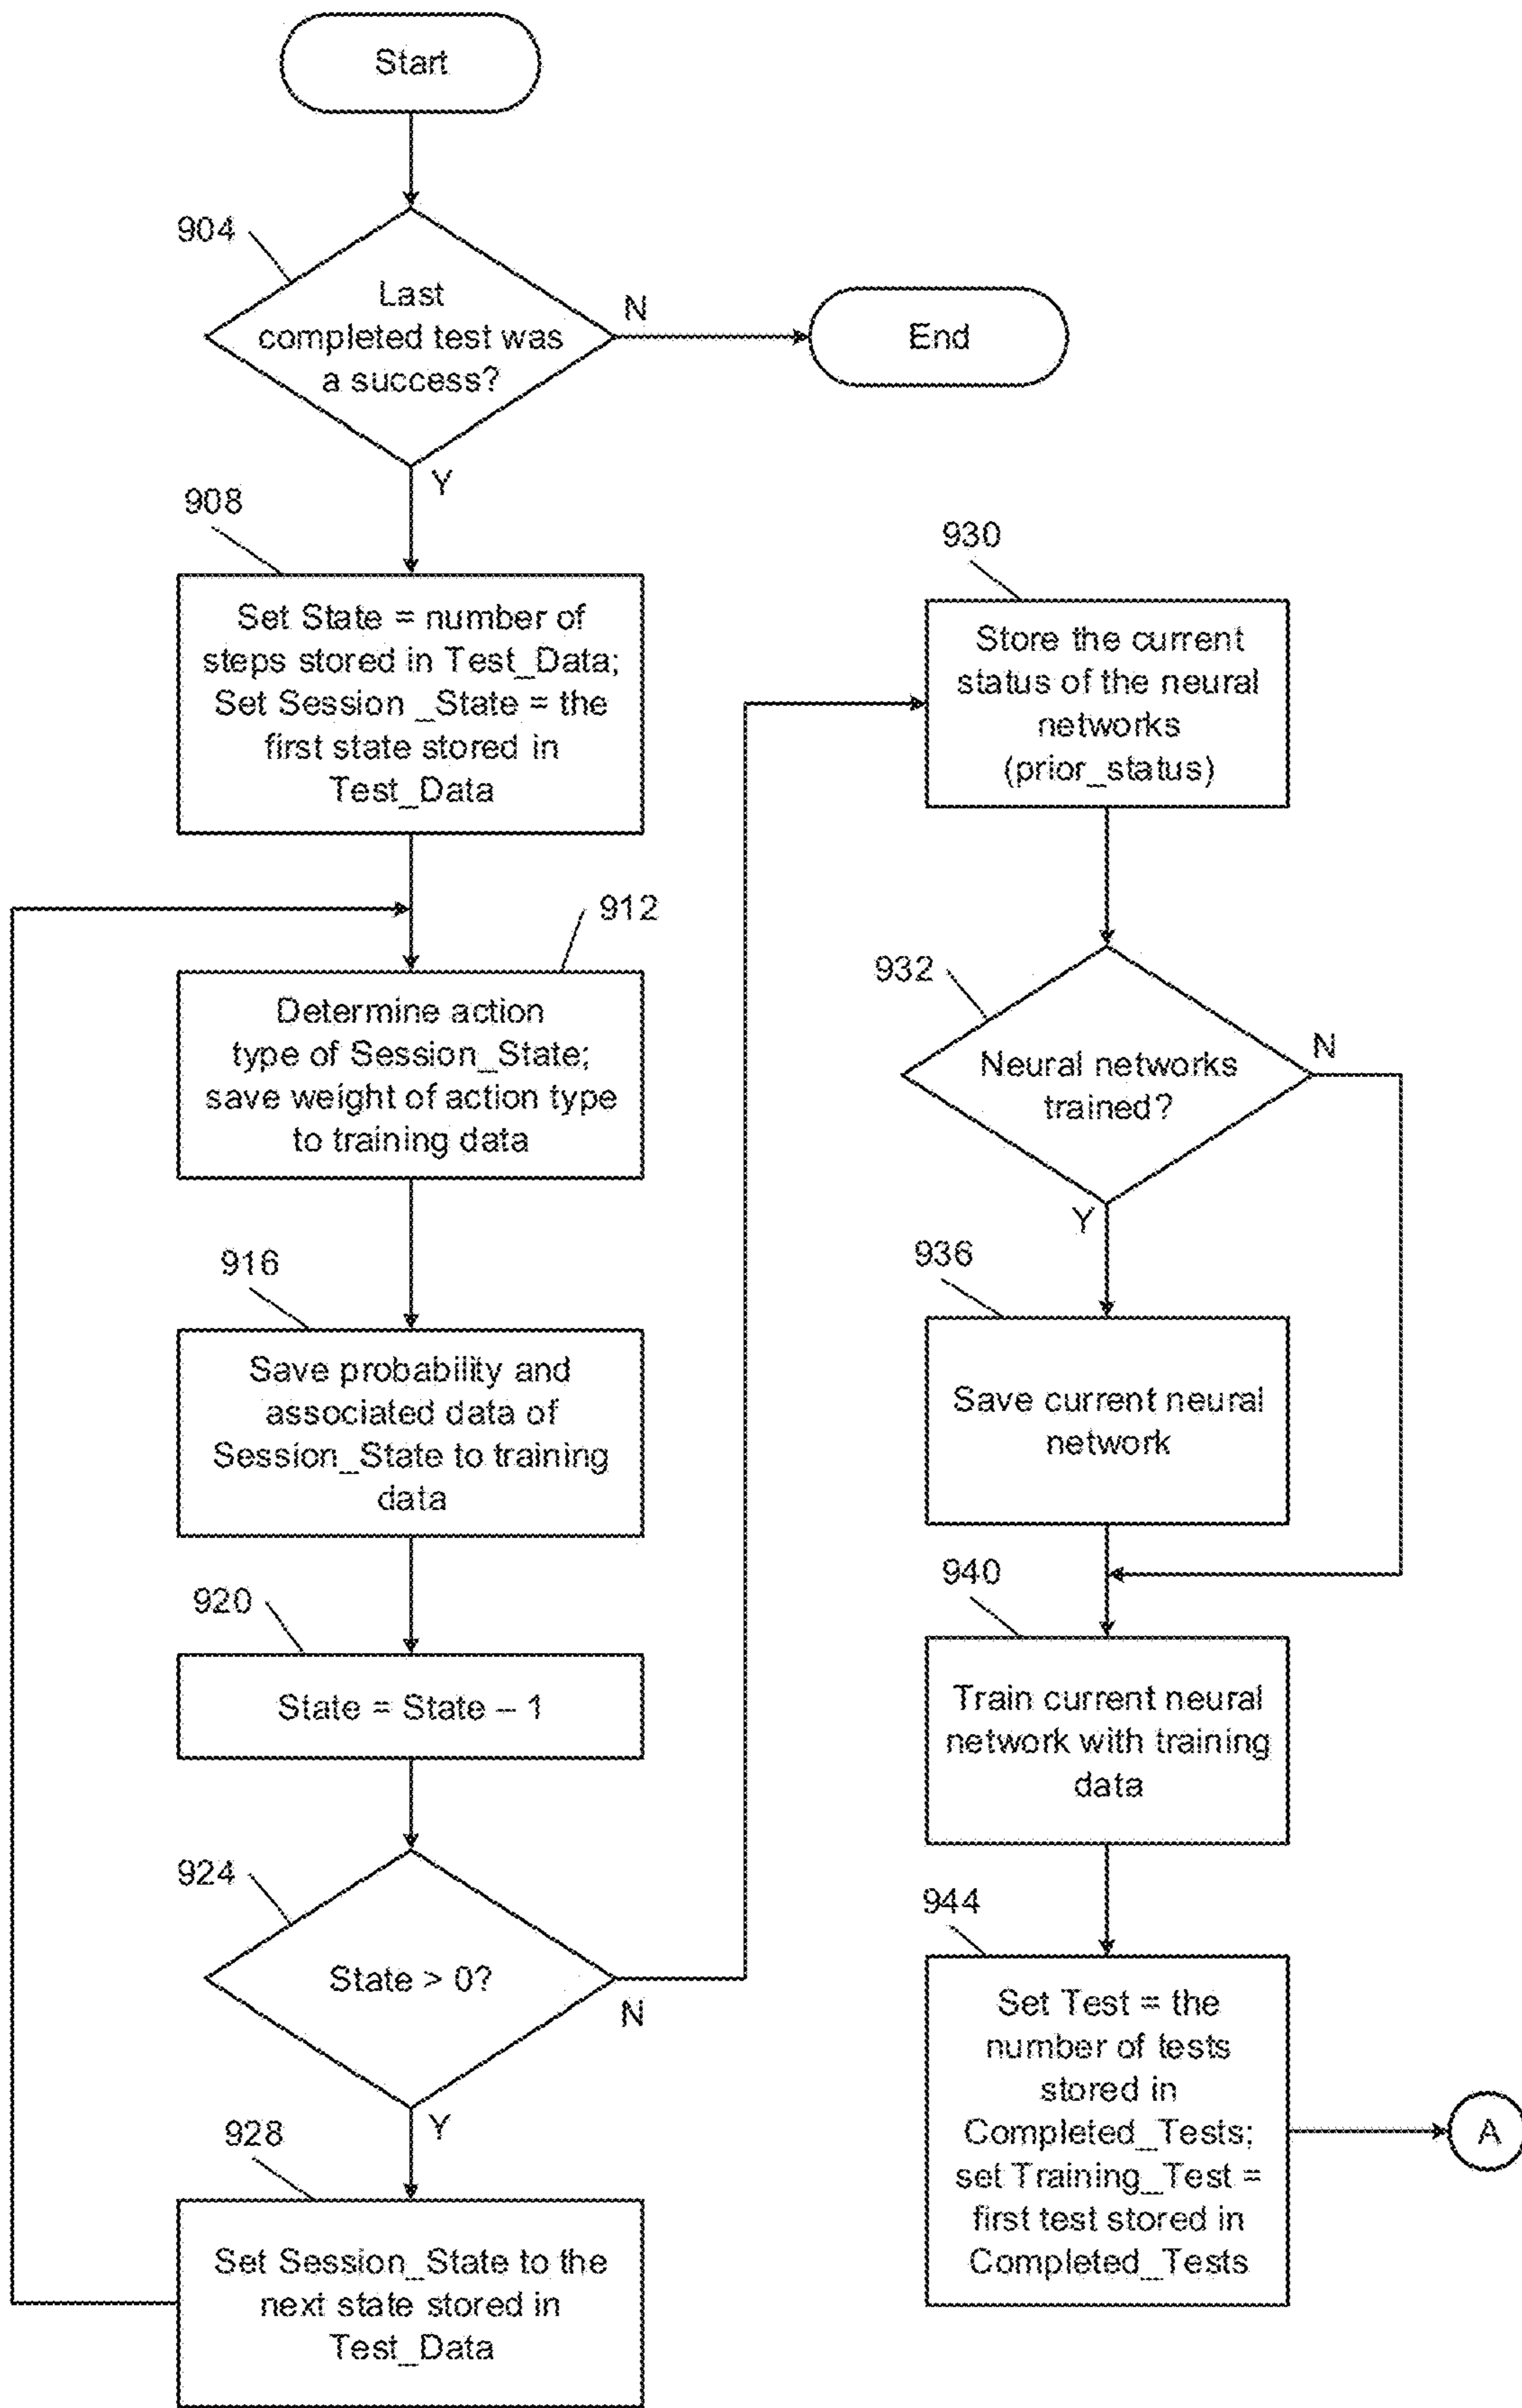 Start
904
Last
completed test was
a success?
N
End
Y
908
Set State = number of
steps stored in Test_Data;
Set Session _State = the
first state stored in
Test_Data
912
Determine action
type of Session_State;
save weight of action type
to training data
916
Save probability and
associated data of
Session_State to training
data
920
State = State – 1
924
State > 0?
N
Y
928
Set Session_State to the
next state stored in
Test_Data
930
Store the current
status of the neural
networks
(prior_status)
932
Neural networks
trained?
N
Y
936
Save current neural
network
940
Train current neural
network with training
data
944
Set Test = the
number of tests
stored in
Completed_Tests;
set Training_Test =
first test stored in
Completed_Tests
A